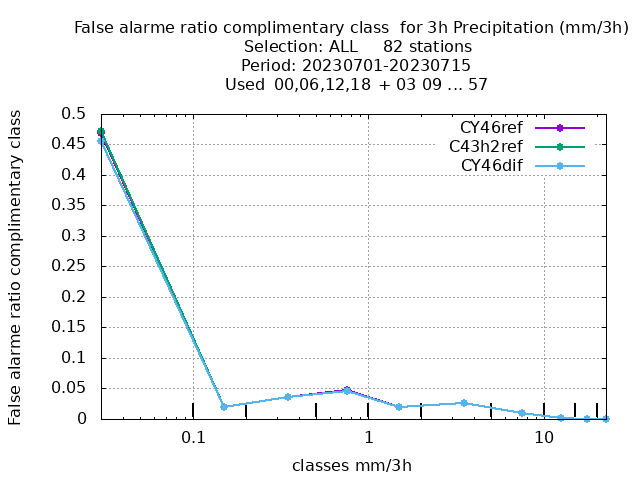 False alarme ratio complimentary class  for 3h Precipitation (mm/3h)
Selection: ALL     82 stations
Period: 20230701-20230715
Used  00,06,12,18  + 03 09 ... 57
False alarme ratio complimentary class
0.5
0.45
0.4
0.35
0.3
0.25
0.2
0.15
0.1
0.05
0
CY46ref
C43h2ref
CY46dif
0.1
1
10
classes mm/3h